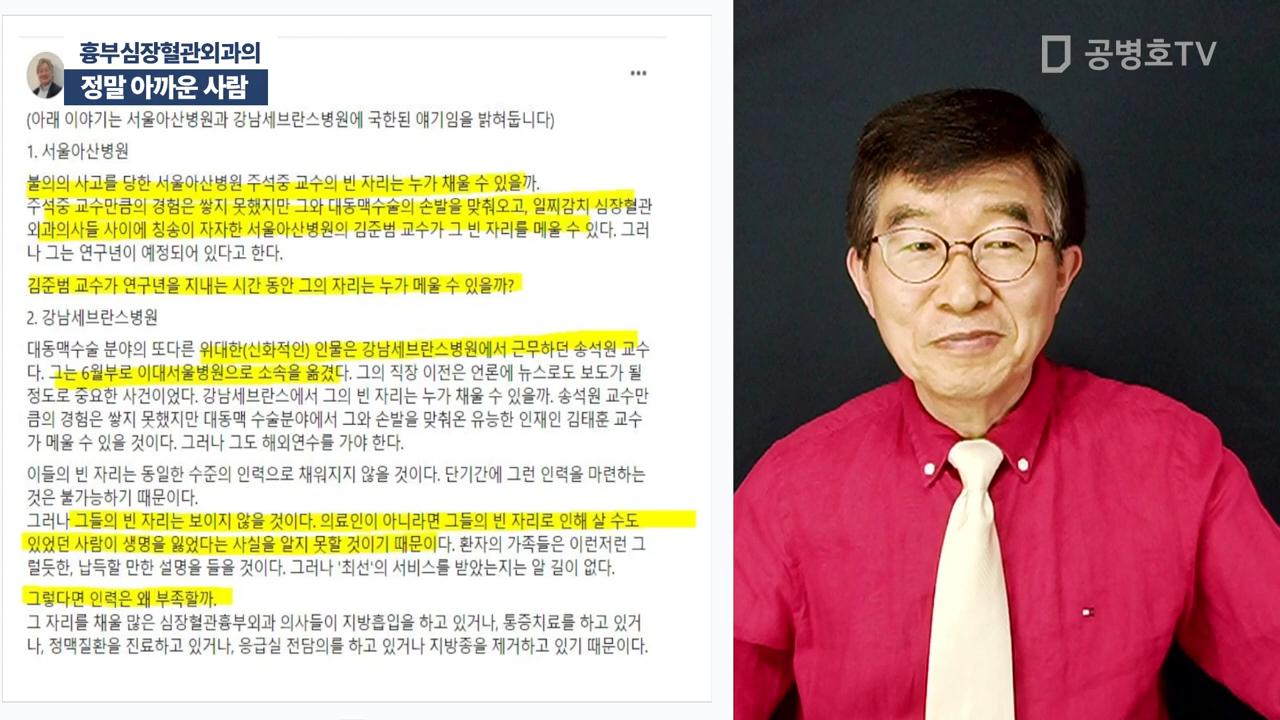 흉부심장혈관외과의
정말 아까운 사람
(아래 이야기는 서울아산병원과 강남세브란스병원에 국한된 얘기임을 밝혀둡니다)
1. 서울아산병원
불의의 사고를 당한 서울아산병원 주석중 교수의 빈 자리는 누가 채울 수 있을까.
주석중 교수만큼의 경험은 쌓지 못했지만 그와 대동맥수술의 손발을 맞춰오고, 일찌감치 심장혈관
외과의사들 사이에 칭송이 자자한 서울아산병원의 김준범 교수가 그 빈 자리를 메울 수 있다. 그러
나 그는 연구년이 예정되어 있다고 한다.
김준범 교수가 연구년을 지내는 시간 동안 그의 자리는 누가 메울 수 있을까?
2. 강남세브란스병원
대동맥수술 분야의 또다른 위대한(신화적인) 인물은 강남세브란스병원에서 근무하던 송석원 교수
다. 그는 6월부로 이대서울병원으로 소속을 옮겼다. 그의 직장 이전은 언론에 뉴스로도 보도가 될
정도로 중요한 사건이었다. 강남세브란스에서 그의 빈 자리는 누가 채울 수 있을까. 송석원 교수만
큼의 경험은 쌓지 못했지만 대동맥 수술분야에서 그와 손발을 맞춰온 유능한 인재인 김태훈 교수
가 메울 수 있을 것이다. 그러나 그도 해외연수를 가야 한다.
이들의 빈 자리는 동일한 수준의 인력으로 채워지지 않을 것이다. 단기간에 그런 인력을 마련하는
것은 불가능하기 때문이다.
그러나 그들의 빈 자리는 보이지 않을 것이다. 의료인이 아니라면 그들의 빈 자리로 인해 살 수도
있었던 사람이 생명을 잃었다는 사실을 알지 못할 것이기 때문이다. 환자의 가족들은 이런저런 그
럴듯한, 납득할 만한 설명을 들을 것이다. 그러나 '최선'의 서비스를 받았는지는 알 길이 없다.
그렇다면 인력은 왜 부족할까.
그 자리를 채울 많은 심장혈관흉부외과 의사들이 지방흡입을 하고 있거나, 통증치료를 하고 있거
나, 정맥질환을 진료하고 있거나, 응급실 전담의를 하고 있거나 지방종을 제거하고 있기 때문이다.
공병호TV